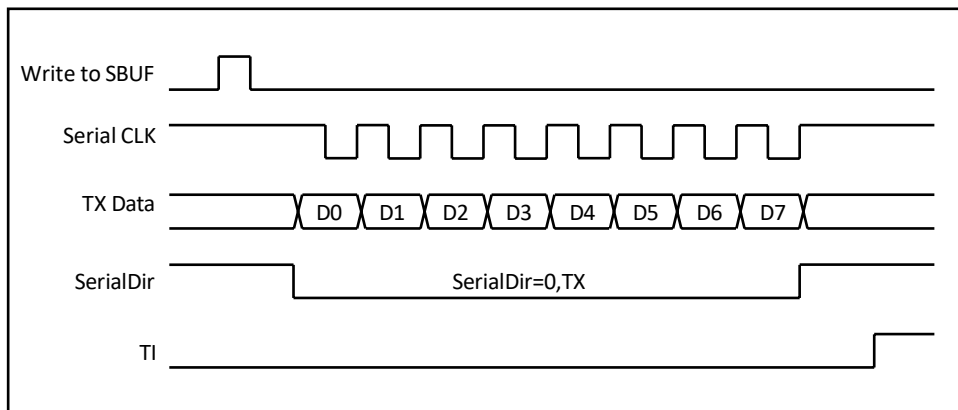 Write to SBUF
Serial CLK
TX Data
D0 D1 D2 D3 D4 D5 D6 D7
SerialDir
SerialDir=0,TX
TI